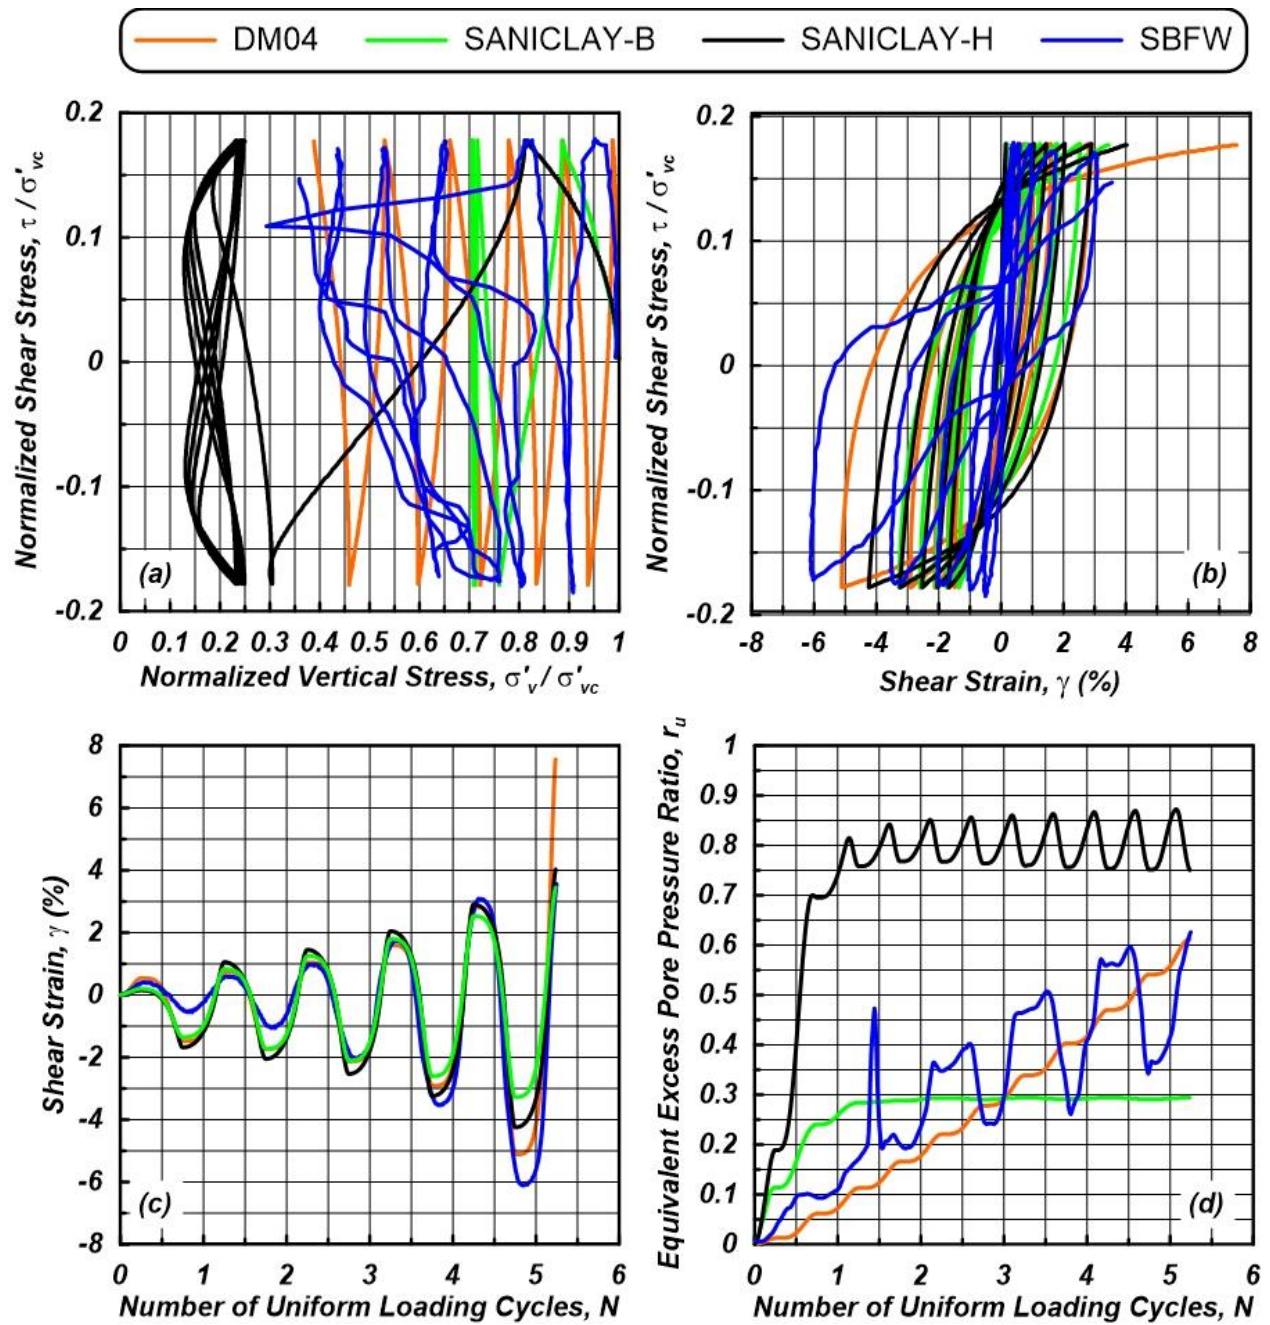 DM04 SANICLAY-B SANICLAY-H SBFW
Normalized Shear Stress, τ / σ'vc
0.2
0.1
0
-0.1
-0.2
(a)
0 0.1 0.2 0.3 0.4 0.5 0.6 0.7 0.8 0.9 1
Normalized Vertical Stress, σ'v / σ'vc
Normalized Shear Stress, τ / σ'vc
0.2
0.1
0
-0.1
-0.2
(b)
-8 -6 -4 -2 0 2 4 6 8
Shear Strain, γ (%)
Shear Strain, γ (%)
8
6
4
2
0
-2
-4
-6
-8
(c)
0 1 2 3 4 5 6
Number of Uniform Loading Cycles, N
Equivalent Excess Pore Pressure Ratio, ru
1
0.9
0.8
0.7
0.6
0.5
0.4
0.3
0.2
0.1
0
(d)
0 1 2 3 4 5 6
Number of Uniform Loading Cycles, N